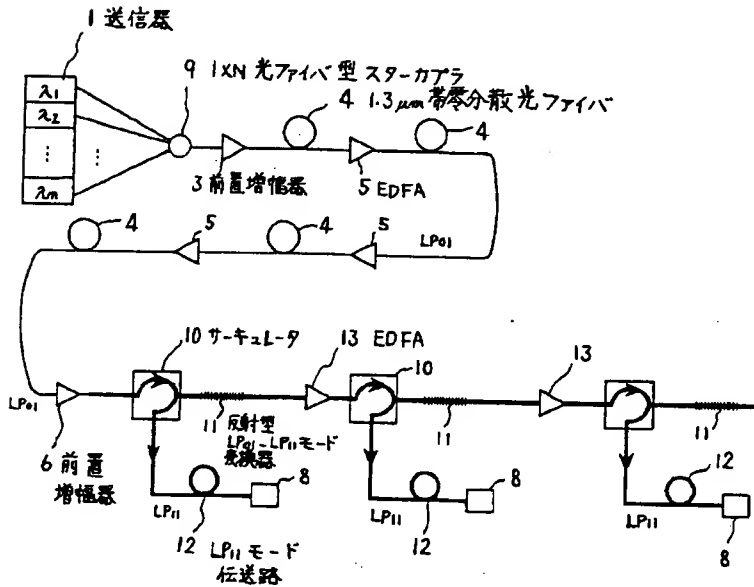 1 送信器
λ1
λ2
⋮
⋮
λm
9 1×N 光ファイバ型 スターカプラ
4 1.3μm帯零分散光ファイバ
4
3 前置増幅器
5 EDFA
4
5
4
5
LP01
10 サーキュレータ
13 EDFA
10
13
LP01
11 反射型
LP01-LP11モード
変換器
11
11
6 前置
増幅器
8
8
12
8
LP11
12
LP11
12
LP11
LP11モード
伝送路